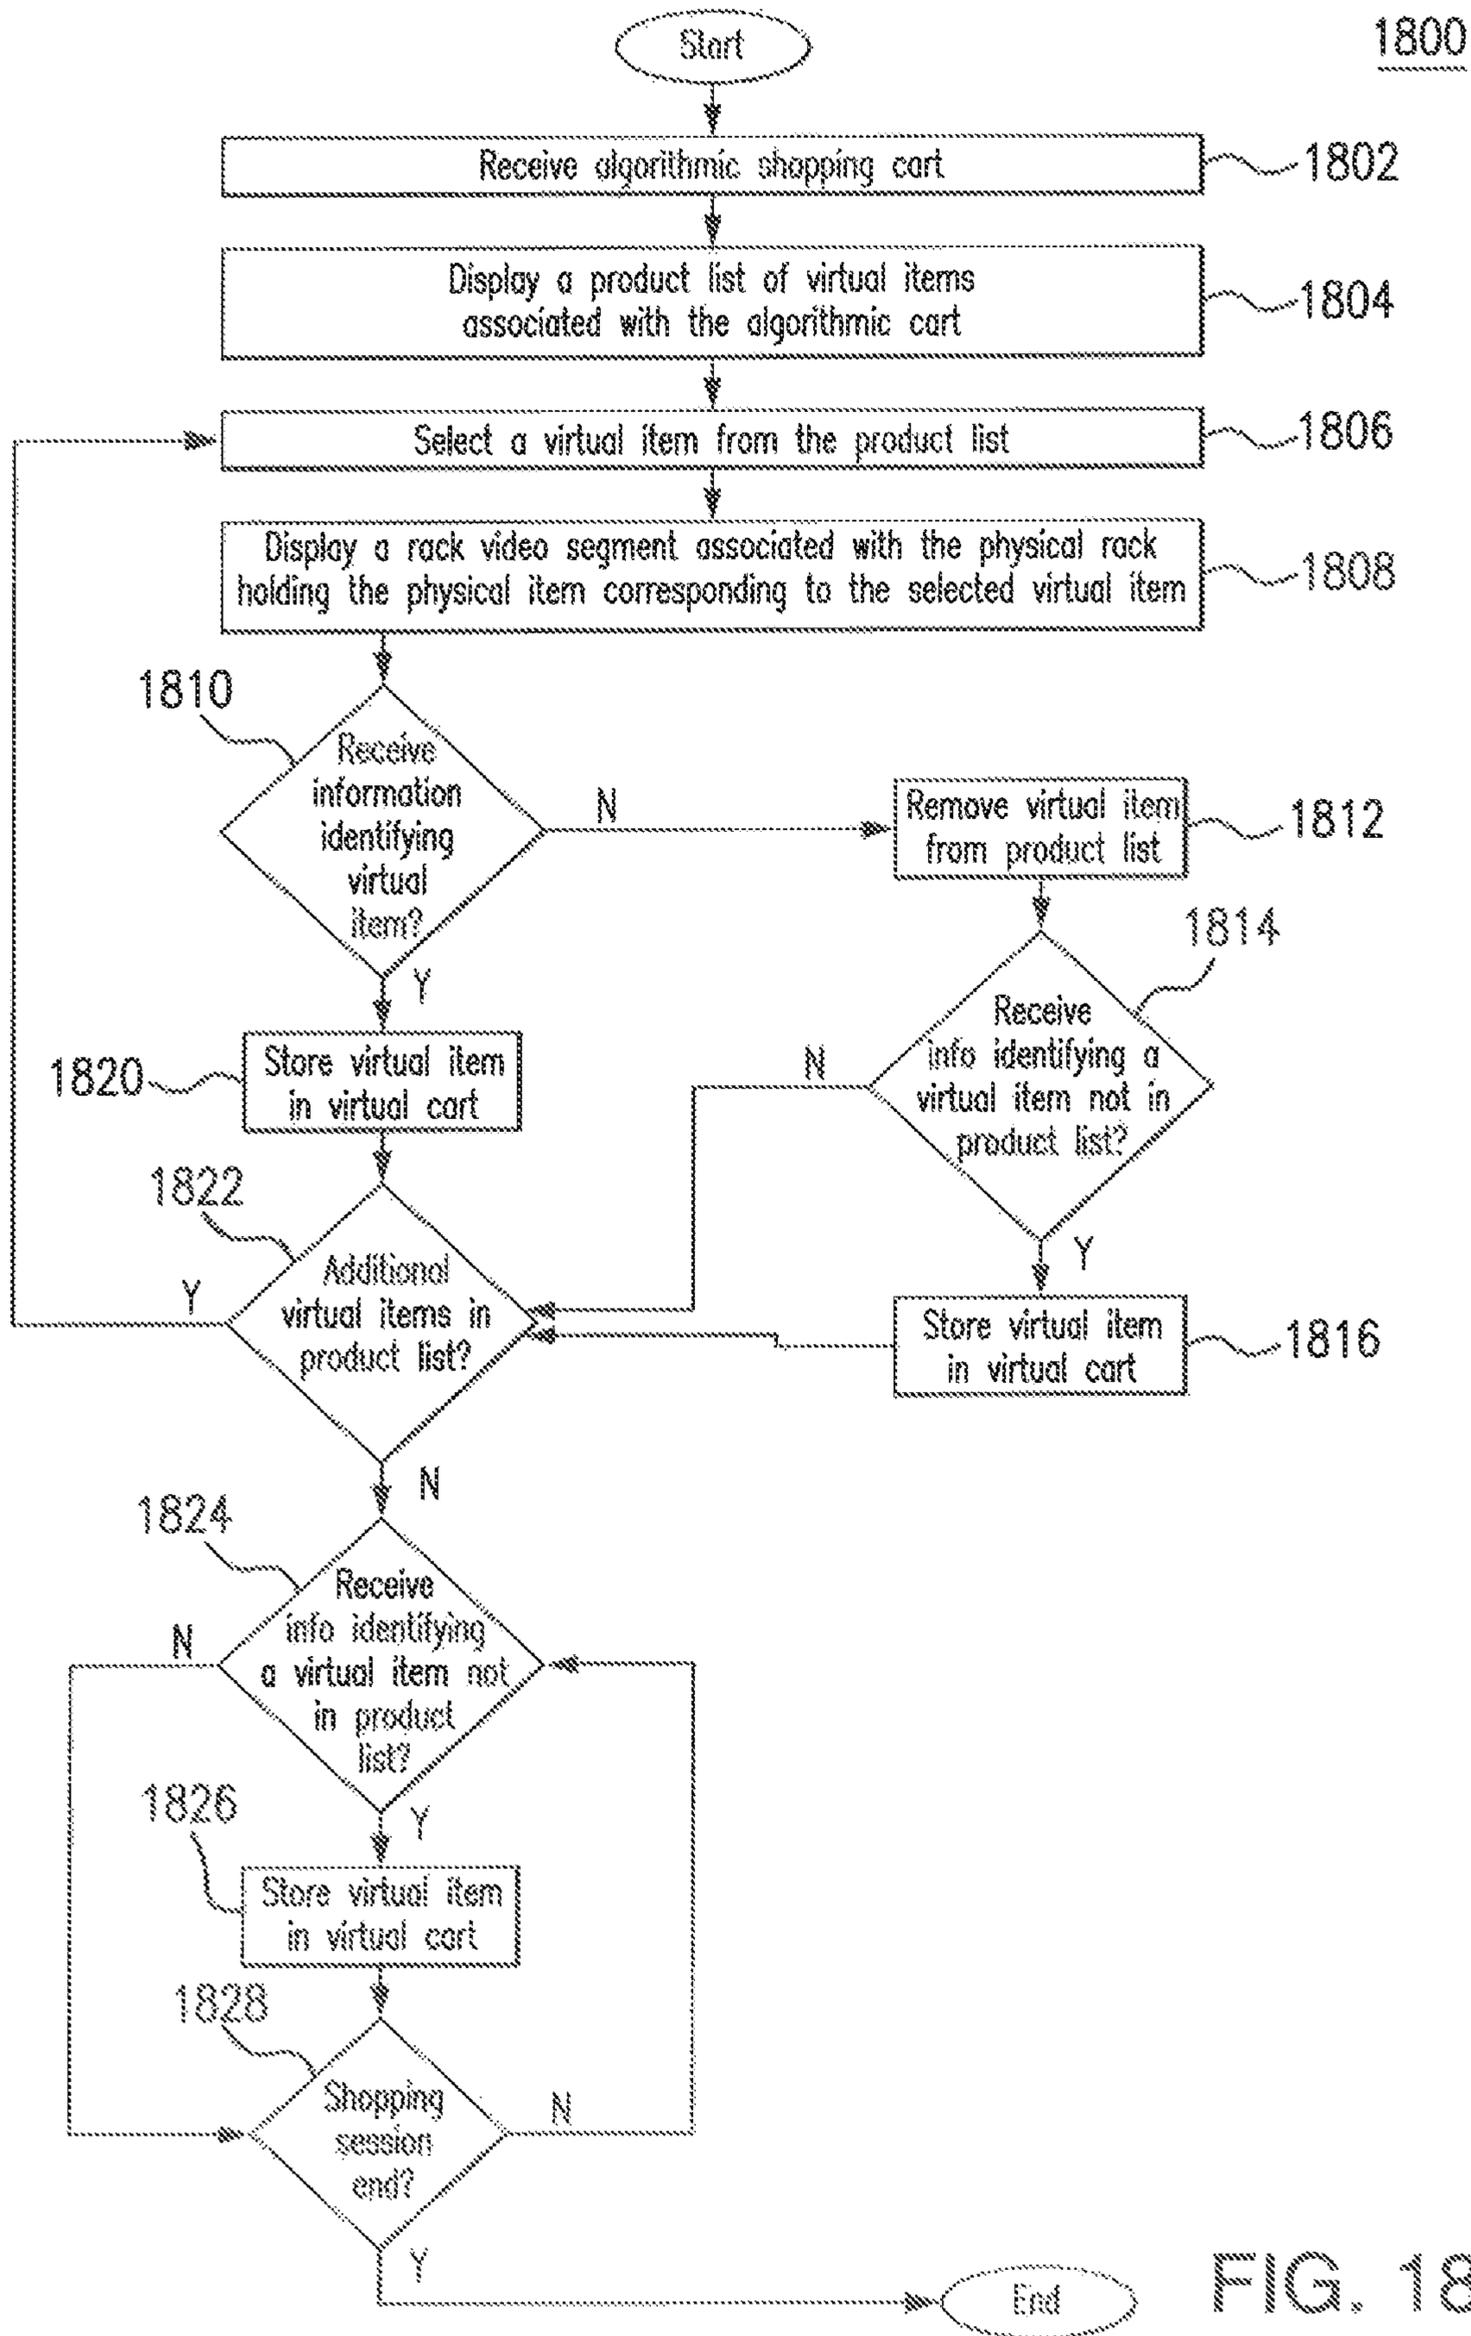 1800
Start
Receive algorithmic shopping cart
1802
Display a product list of virtual items
associated with the algorithmic cart
1804
Select a virtual item from the product list
1806
Display a rack video segment associated with the physical rack
holding the physical item corresponding to the selected virtual item
1808
1810
Receive
information
identifying
virtual
item?
N
Y
Remove virtual item
from product list
1812
1814
Receive
info identifying a
virtual item not in
product list?
N
Y
1820
Store virtual item
in virtual cart
1822
Additional
virtual items in
product list?
Y
N
Store virtual item
in virtual cart
1816
1824
Receive
info identifying
a virtual item not
in product
list?
N
Y
1826
Store virtual item
in virtual cart
1828
Shopping
session
end?
N
Y
End
FIG. 18